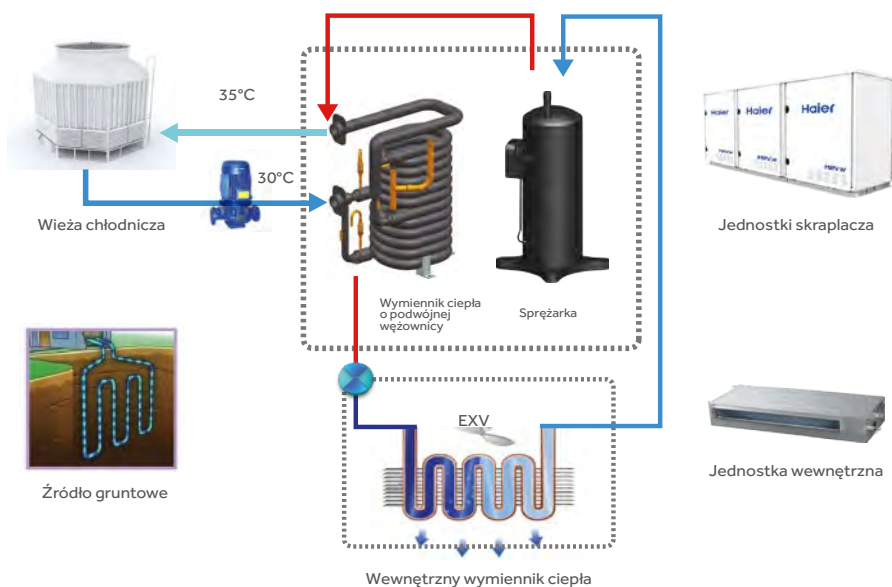 35°C
30°C
Wieża chłodnicza
Haier
Haier
Haier
Jednostki skraplacza
Wymiennik ciepła
o podwójnej
wężownicy
Sprężarka
EXV
Źródło gruntowe
Jednostka wewnętrzna
Wewnętrzny wymiennik ciepła